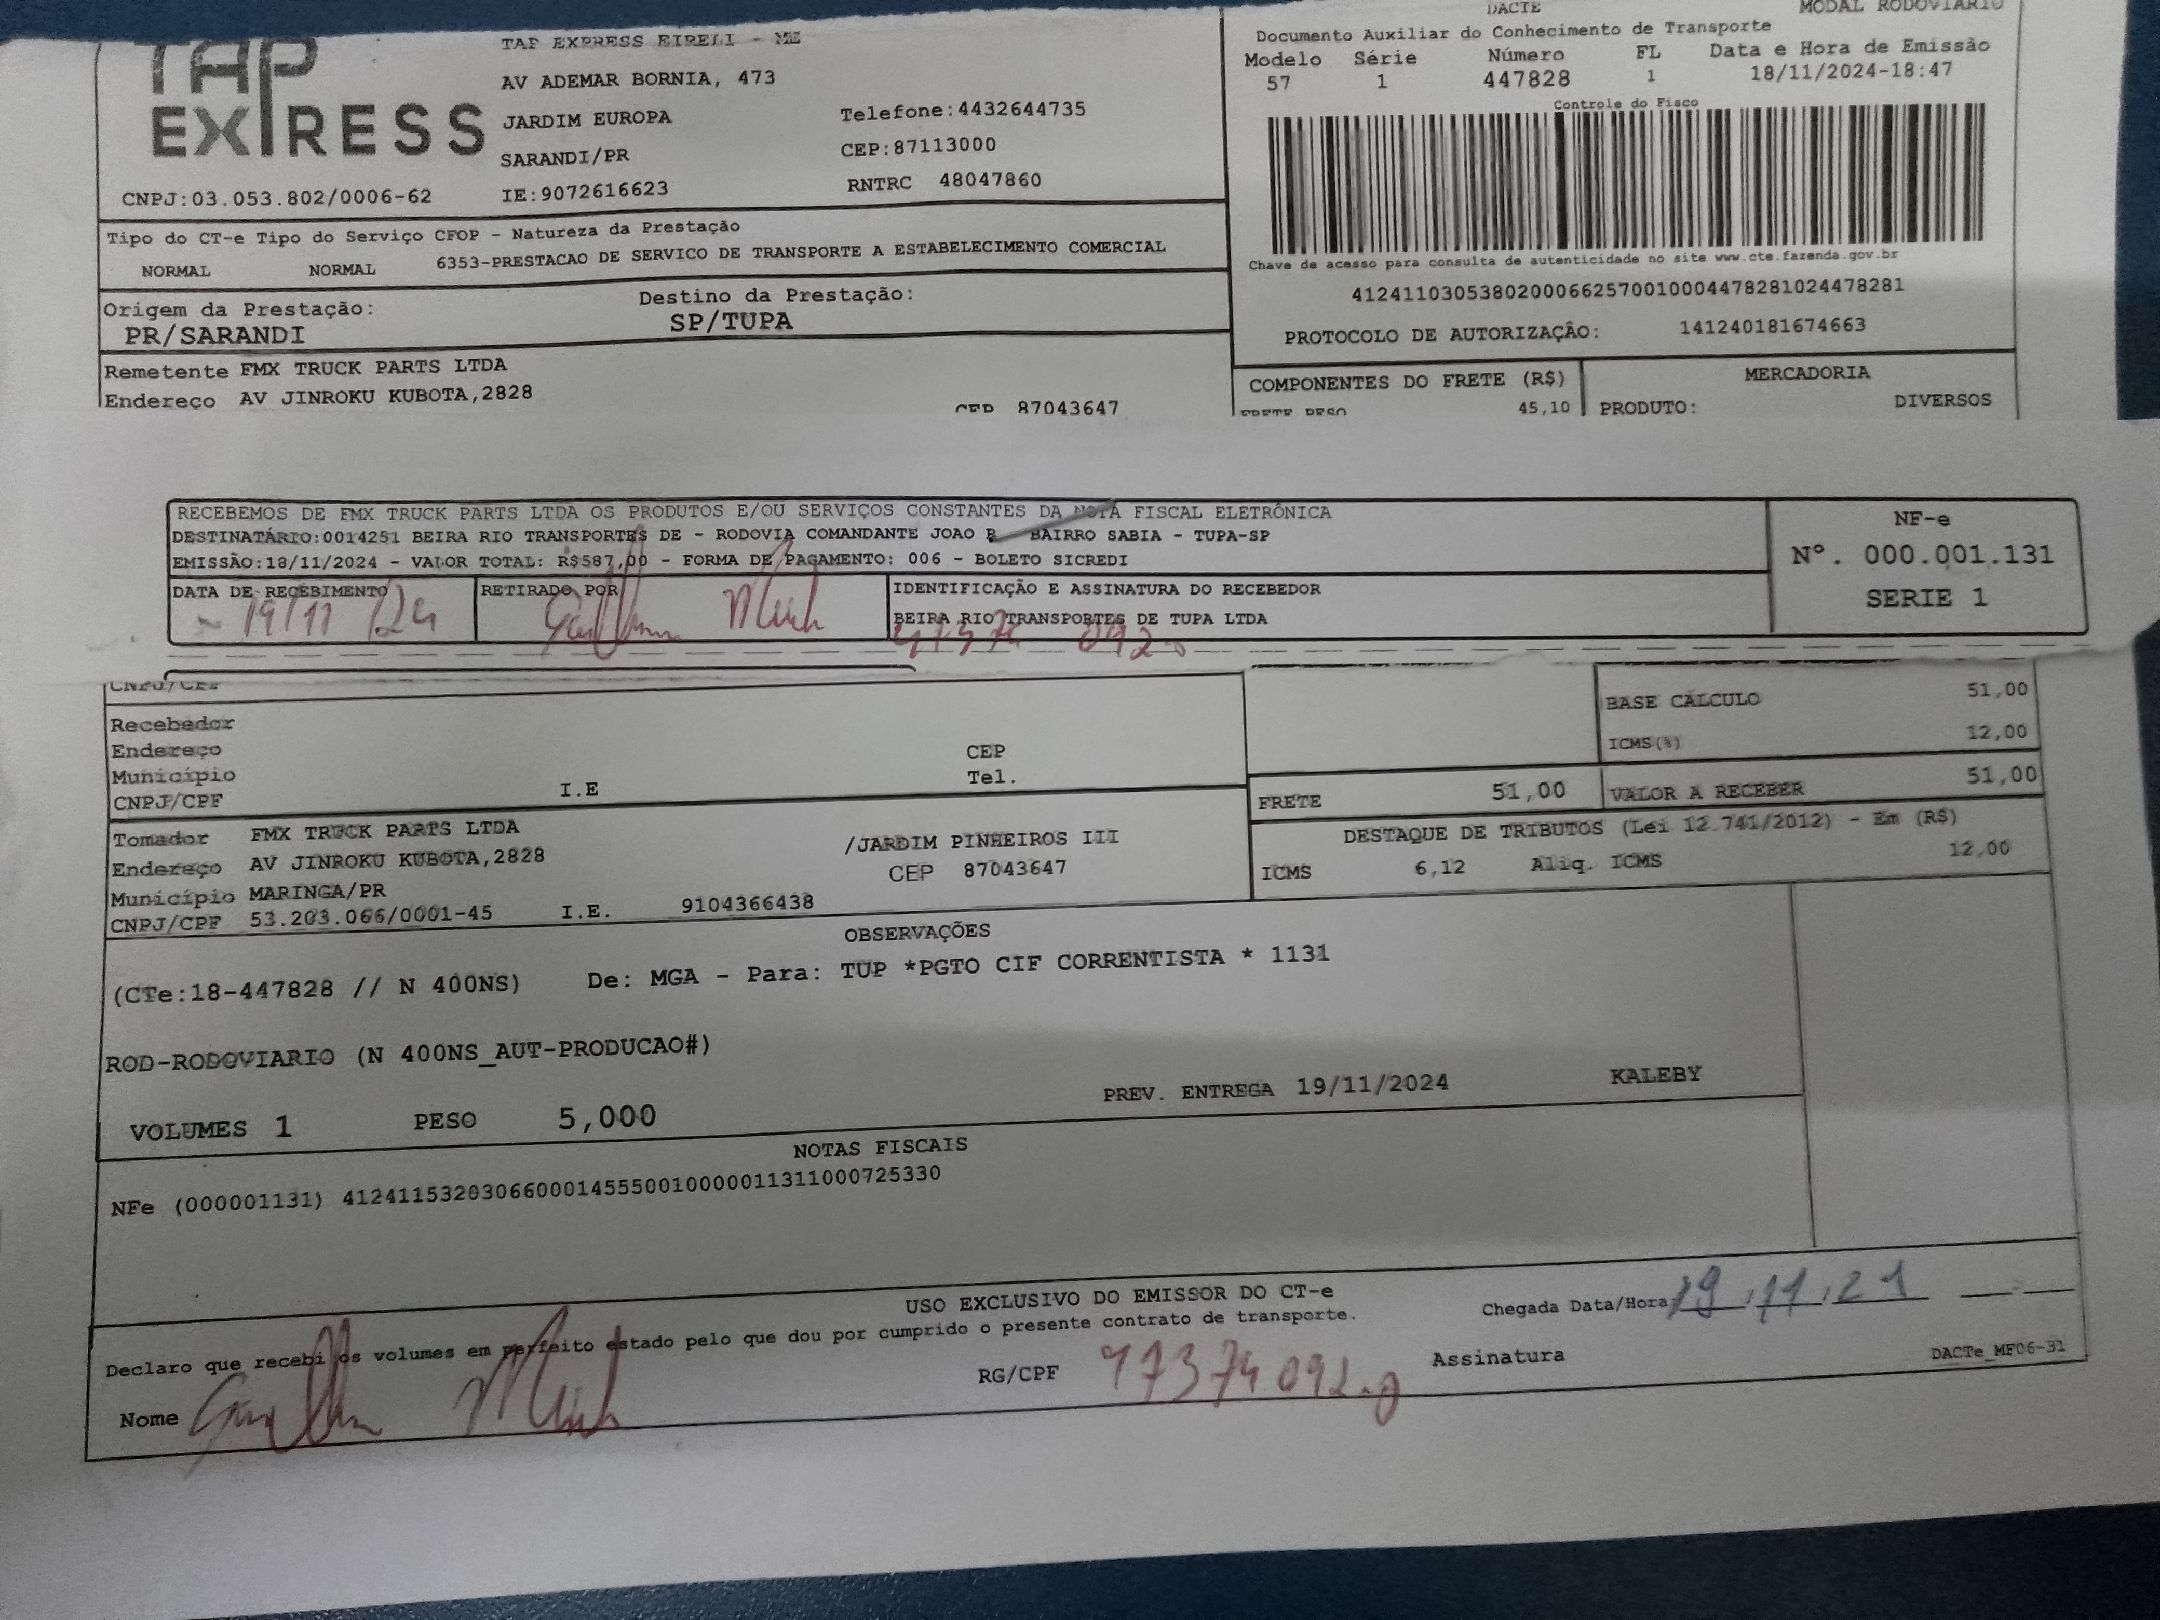 DACTE MODAL RODOVIÁRIO
TAP EXPRESS
TAP EXPRESS EIRELI - ME
AV ADEMAR BORNIA, 473
JARDIM EUROPA Telefone:4432644735
SARANDI/PR CEP:87113000
CNPJ:03.053.802/0006-62 IE:9072616623 RNTRC 48047860
Documento Auxiliar do Conhecimento de Transporte
Modelo Série Número FL Data e Hora de Emissão
57 1 447828 1 18/11/2024-18:47
Controle do Fisco
Chave de acesso para consulta de autenticidade no site www.cte.fazenda.gov.br
41241103053802000662570010004478281024478281
PROTOCOLO DE AUTORIZAÇÃO: 141240181674663
Tipo do CT-e Tipo do Serviço CFOP - Natureza da Prestação
NORMAL NORMAL 6353-PRESTACAO DE SERVICO DE TRANSPORTE A ESTABELECIMENTO COMERCIAL
Origem da Prestação: Destino da Prestação:
PR/SARANDI SP/TUPA
Remetente FMX TRUCK PARTS LTDA
Endereço AV JINROKU KUBOTA,2828
CEP 87043647
COMPONENTES DO FRETE (R$) MERCADORIA
FRETE PESO 45,10 PRODUTO: DIVERSOS
RECEBEMOS DE FMX TRUCK PARTS LTDA OS PRODUTOS E/OU SERVIÇOS CONSTANTES DA NOTA FISCAL ELETRÔNICA
DESTINATÁRIO:0014251 BEIRA RIO TRANSPORTES DE - RODOVIA COMANDANTE JOAO R BAIRRO SABIA - TUPA-SP
EMISSÃO:18/11/2024 - VALOR TOTAL: R$587,00 - FORMA DE PAGAMENTO: 006 - BOLETO SICREDI
NF-e
Nº. 000.001.131
SERIE 1
DATA DE RECEBIMENTO RETIRADO POR IDENTIFICAÇÃO E ASSINATURA DO RECEBEDOR
19/11/24 BEIRA RIO TRANSPORTES DE TUPA LTDA
CNPJ/CPF
Recebedor
Endereço CEP
Município Tel.
CNPJ/CPF I.E
BASE CÁLCULO 51,00
ICMS(%) 12,00
FRETE 51,00 VALOR A RECEBER 51,00
DESTAQUE DE TRIBUTOS (Lei 12.741/2012) - Em (R$)
ICMS 6,12 Aliq. ICMS 12,00
Tomador FMX TRUCK PARTS LTDA
Endereço AV JINROKU KUBOTA,2828 /JARDIM PINHEIROS III
Município MARINGA/PR CEP 87043647
CNPJ/CPF 53.203.066/0001-45 I.E. 9104366438
OBSERVAÇÕES
(CTe:18-447828 // N 400NS) De: MGA - Para: TUP *PGTO CIF CORRENTISTA * 1131
ROD-RODOVIARIO (N 400NS_AUT-PRODUCAO#)
VOLUMES 1 PESO 5,000 PREV. ENTREGA 19/11/2024 KALEBY
NOTAS FISCAIS
NFe (000001131) 41241153203066000145550010000011311000725330
USO EXCLUSIVO DO EMISSOR DO CT-e
Declaro que recebi os volumes em perfeito estado pelo que dou por cumprido o presente contrato de transporte.
Chegada Data/Hora 19.11.21
Nome RG/CPF Assinatura
DACTe_MF06-31